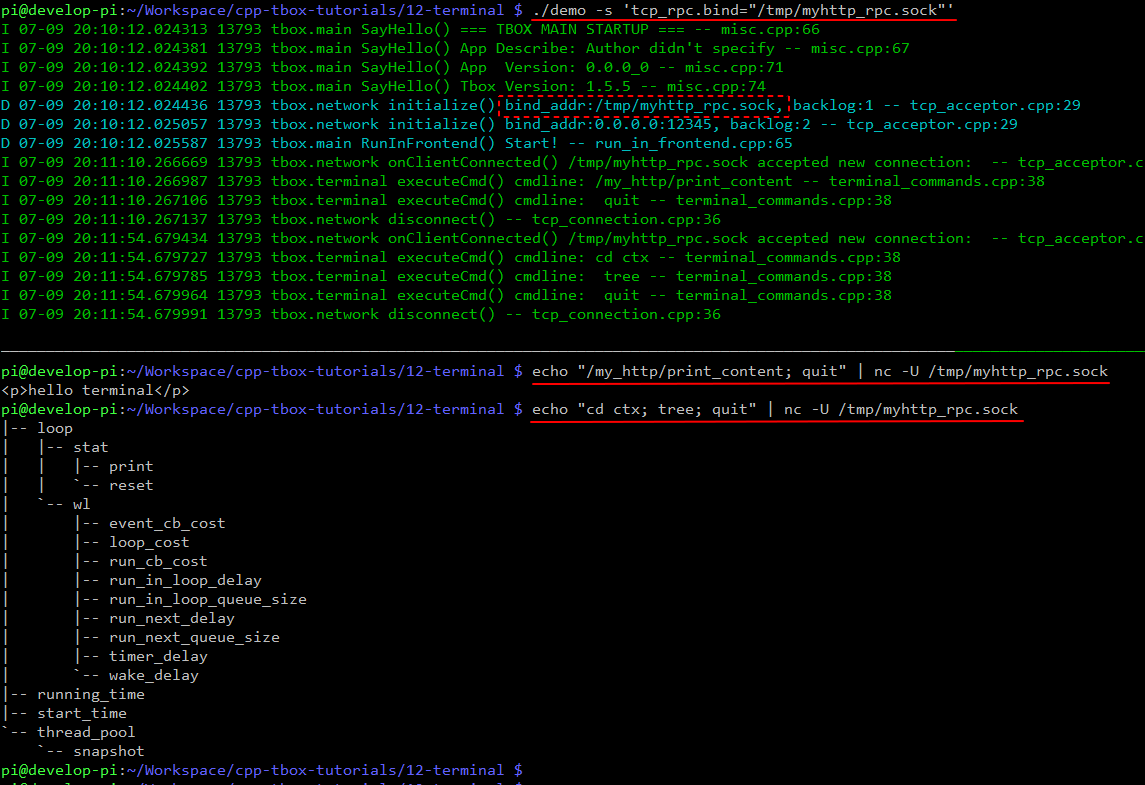 pi@develop-pi:~/Workspace/cpp-tbox-tutorials/12-terminal $ ./demo -s 'tcp_rpc.bind="/tmp/myhttp_rpc.sock"'
I 07-09 20:10:12.024313 13793 tbox.main SayHello() === TBOX MAIN STARTUP === -- misc.cpp:66
I 07-09 20:10:12.024381 13793 tbox.main SayHello() App Describe: Author didn't specify -- misc.cpp:67
I 07-09 20:10:12.024392 13793 tbox.main SayHello() App  Version: 0.0.0_0 -- misc.cpp:71
I 07-09 20:10:12.024402 13793 tbox.main SayHello() Tbox Version: 1.5.5 -- misc.cpp:74
D 07-09 20:10:12.024436 13793 tbox.network initialize() bind_addr:/tmp/myhttp_rpc.sock, backlog:1 -- tcp_acceptor.cpp:29
D 07-09 20:10:12.025057 13793 tbox.network initialize() bind_addr:0.0.0.0:12345, backlog:2 -- tcp_acceptor.cpp:29
D 07-09 20:10:12.025587 13793 tbox.main RunInFrontend() Start! -- run_in_frontend.cpp:65
I 07-09 20:11:10.266669 13793 tbox.network onClientConnected() /tmp/myhttp_rpc.sock accepted new connection:  -- tcp_acceptor.c
I 07-09 20:11:10.266987 13793 tbox.terminal executeCmd() cmdline: /my_http/print_content -- terminal_commands.cpp:38
I 07-09 20:11:10.267106 13793 tbox.terminal executeCmd() cmdline:  quit -- terminal_commands.cpp:38
I 07-09 20:11:10.267137 13793 tbox.network disconnect() -- tcp_connection.cpp:36
I 07-09 20:11:54.679434 13793 tbox.network onClientConnected() /tmp/myhttp_rpc.sock accepted new connection:  -- tcp_acceptor.c
I 07-09 20:11:54.679727 13793 tbox.terminal executeCmd() cmdline: cd ctx -- terminal_commands.cpp:38
I 07-09 20:11:54.679785 13793 tbox.terminal executeCmd() cmdline:  tree -- terminal_commands.cpp:38
I 07-09 20:11:54.679964 13793 tbox.terminal executeCmd() cmdline:  quit -- terminal_commands.cpp:38
I 07-09 20:11:54.679991 13793 tbox.network disconnect() -- tcp_connection.cpp:36
pi@develop-pi:~/Workspace/cpp-tbox-tutorials/12-terminal $ echo "/my_http/print_content; quit" | nc -U /tmp/myhttp_rpc.sock
<p>hello terminal</p>
pi@develop-pi:~/Workspace/cpp-tbox-tutorials/12-terminal $ echo "cd ctx; tree; quit" | nc -U /tmp/myhttp_rpc.sock
|-- loop
|   |-- stat
|   |   |-- print
|   |   `-- reset
|   `-- wl
|       |-- event_cb_cost
|       |-- loop_cost
|       |-- run_cb_cost
|       |-- run_in_loop_delay
|       |-- run_in_loop_queue_size
|       |-- run_next_delay
|       |-- run_next_queue_size
|       |-- timer_delay
|       `-- wake_delay
|-- running_time
|-- start_time
`-- thread_pool
    `-- snapshot
pi@develop-pi:~/Workspace/cpp-tbox-tutorials/12-terminal $